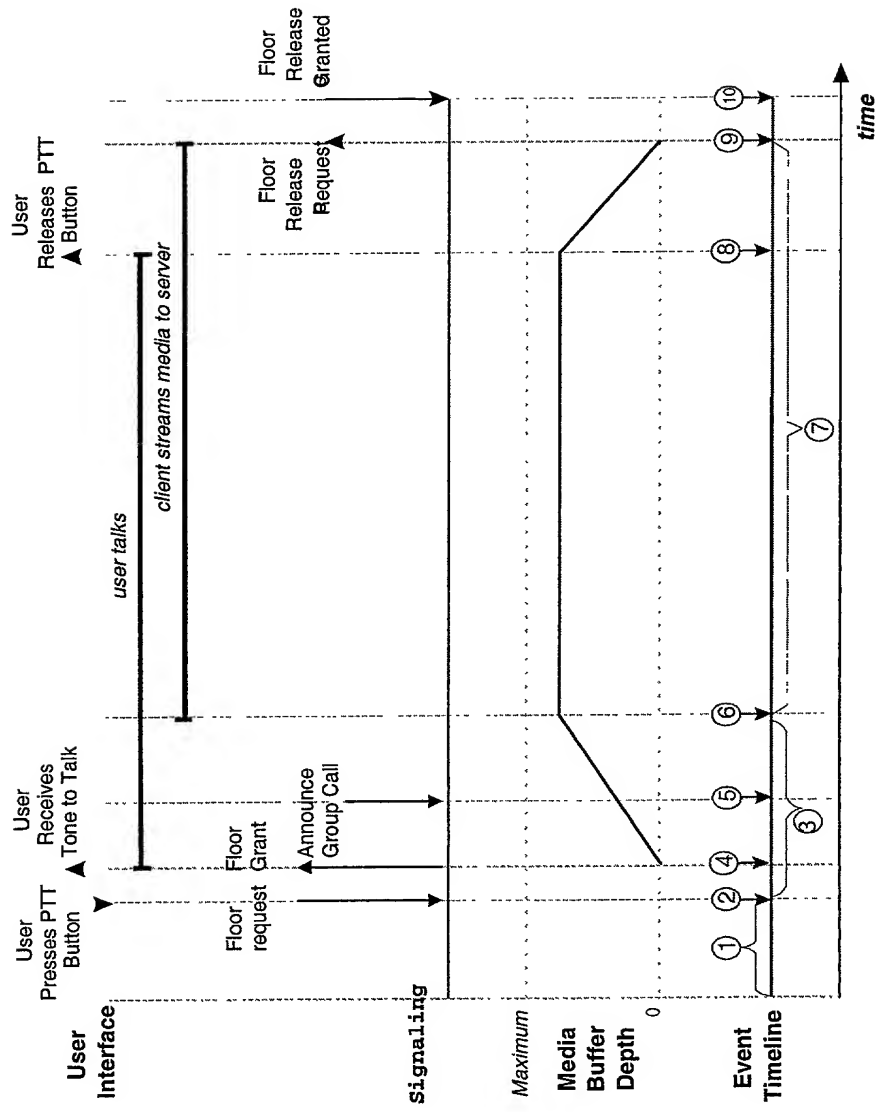 User
Presses PTT
Button
User
Receives
Tone to Talk
User
Releases PTT
Button
User
Interface
user talks
client streams media to server
Floor
request
Floor
Grant
Announce
Group Call
Floor
Release
Request
Floor
Release
Granted
Signaling
Maximum
Media
Buffer
Depth
0
Event
Timeline
1
2
3
4
5
6
7
8
9
10
time